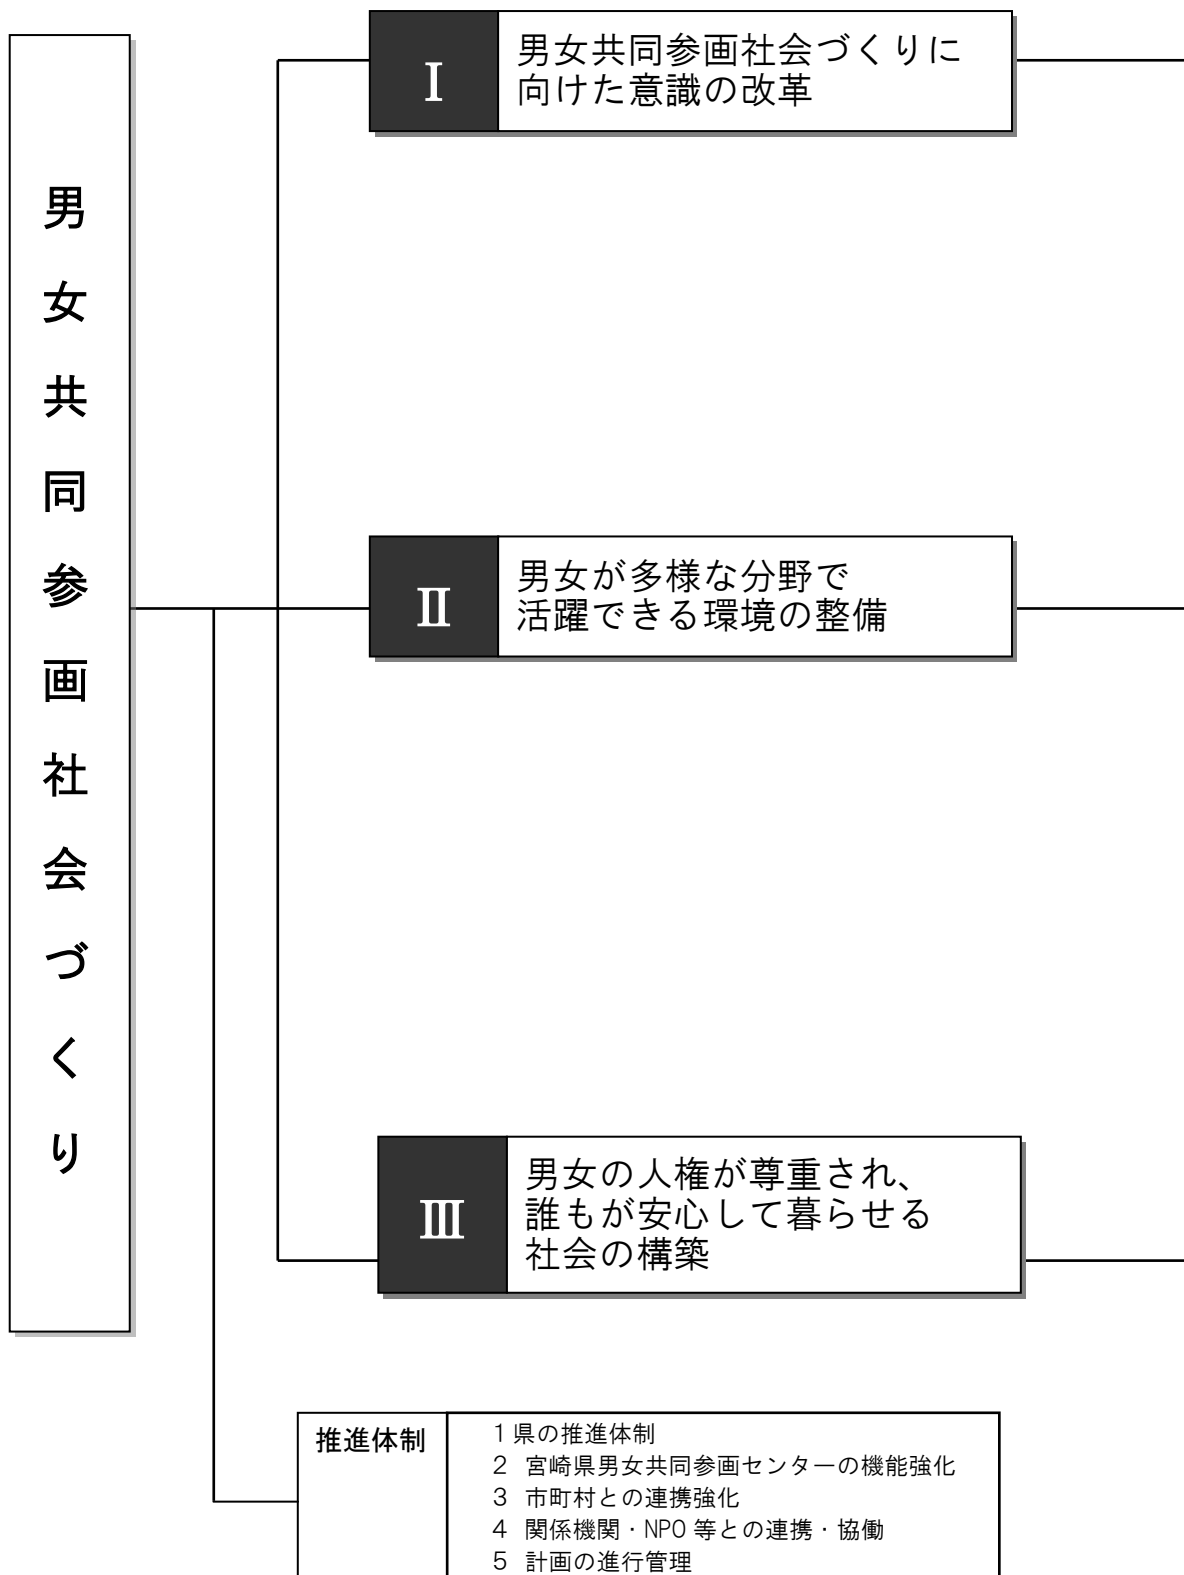 男女共同参画社会づくり
Ⅰ
男女共同参画社会づくりに
向けた意識の改革
Ⅱ
男女が多様な分野で
活躍できる環境の整備
Ⅲ
男女の人権が尊重され、
誰もが安心して暮らせる
社会の構築
推進体制
1 県の推進体制
2 宮崎県男女共同参画センターの機能強化
3 市町村との連携強化
4 関係機関・NPO 等との連携・協働
5 計画の進行管理